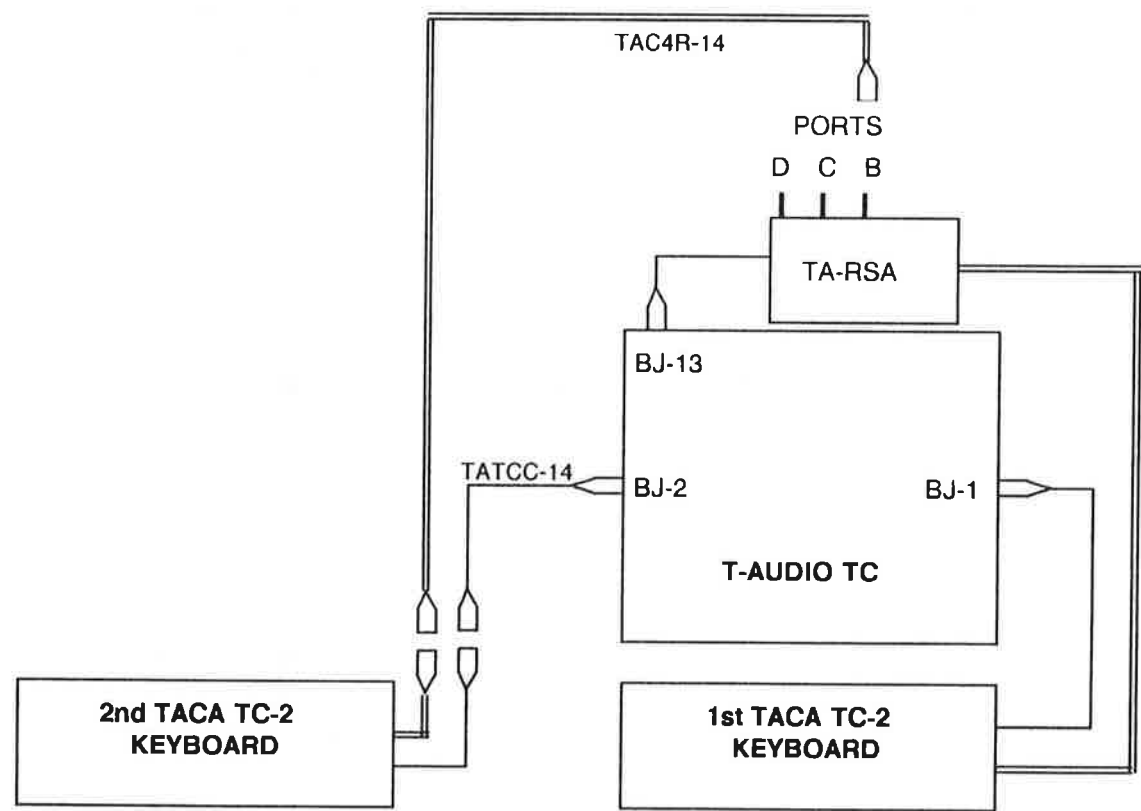 TAC4R-14
PORTS
D C B
TA-RSA
BJ-13
TATCC-14
BJ-2
BJ-1
T-AUDIO TC
2nd TACA TC-2
KEYBOARD
1st TACA TC-2
KEYBOARD